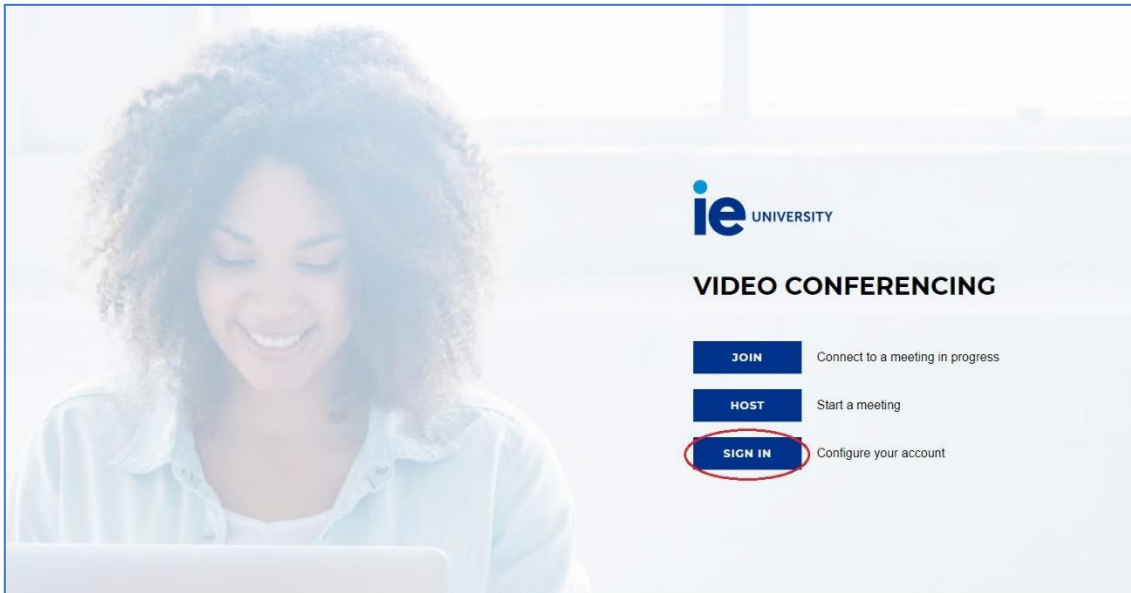 ie UNIVERSITY
VIDEO CONFERENCING
JOIN Connect to a meeting in progress
HOST Start a meeting
SIGN IN Configure your account